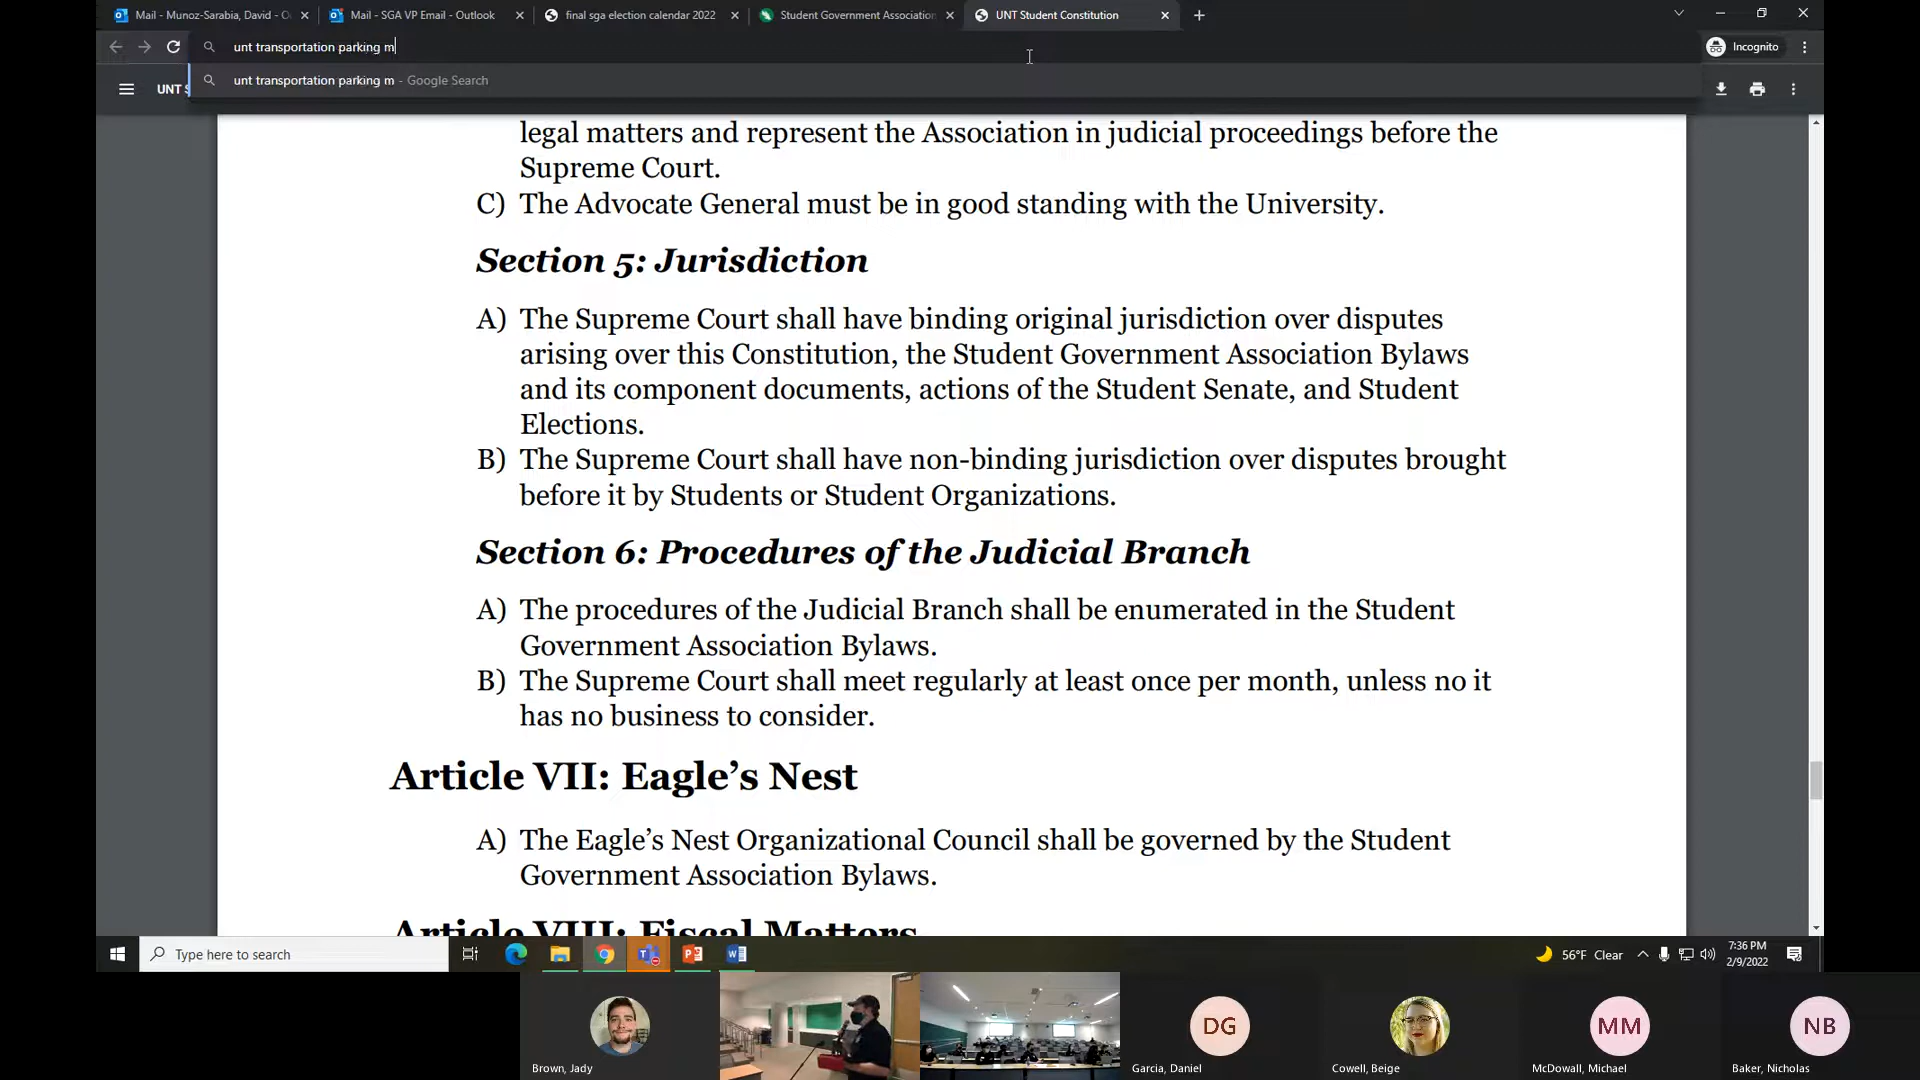 Mail - Munoz-Sarabia, David - O
Mail - SGA VP Email - Outlook
final sga election calendar 2022
Student Government Association
UNT Student Constitution
unt transportation parking m
Incognito
unt transportation parking m - Google Search
UNT S
legal matters and represent the Association in judicial proceedings before the
Supreme Court.
C) The Advocate General must be in good standing with the University.
Section 5: Jurisdiction
A) The Supreme Court shall have binding original jurisdiction over disputes
arising over this Constitution, the Student Government Association Bylaws
and its component documents, actions of the Student Senate, and Student
Elections.
B) The Supreme Court shall have non-binding jurisdiction over disputes brought
before it by Students or Student Organizations.
Section 6: Procedures of the Judicial Branch
A) The procedures of the Judicial Branch shall be enumerated in the Student
Government Association Bylaws.
B) The Supreme Court shall meet regularly at least once per month, unless no it
has no business to consider.
Article VII: Eagle's Nest
A) The Eagle's Nest Organizational Council shall be governed by the Student
Government Association Bylaws.
Article VIII: Fiscal Matters
Type here to search
56°F Clear
7:36 PM
2/9/2022
DG
MM
NB
Brown, Jady
Garcia, Daniel
Cowell, Beige
McDowall, Michael
Baker, Nicholas